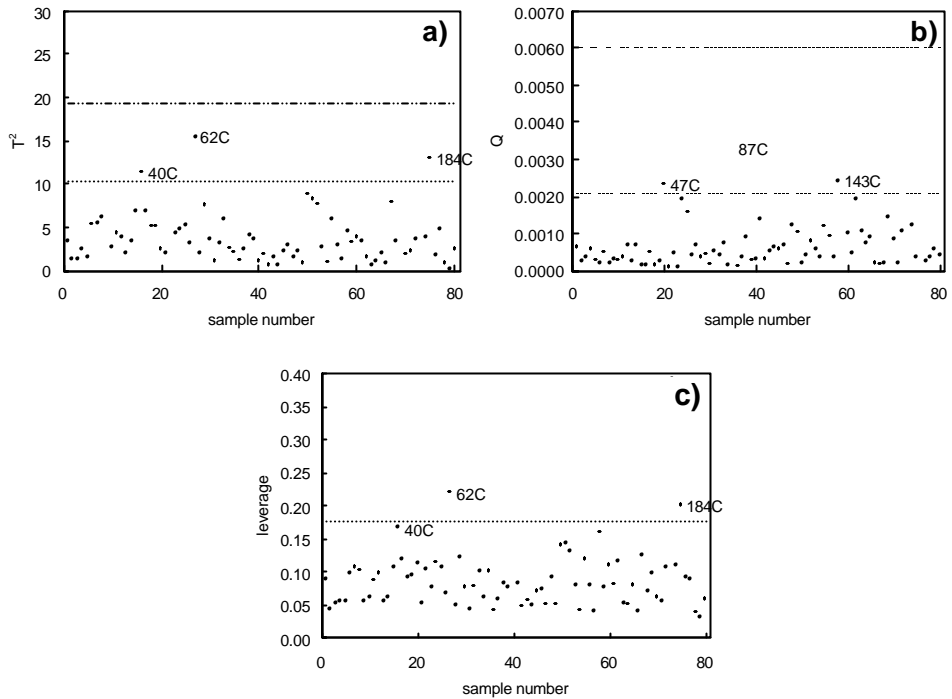 a)
30
25
20
15
10
5
0
T²
62C
40C
184C
0 20 40 60 80
sample number
b)
0.0070
0.0060
0.0050
0.0040
0.0030
0.0020
0.0010
0.0000
Q
87C
47C
143C
0 20 40 60 80
sample number
c)
0.40
0.35
0.30
0.25
0.20
0.15
0.10
0.05
0.00
leverage
62C
184C
40C
0 20 40 60 80
sample number